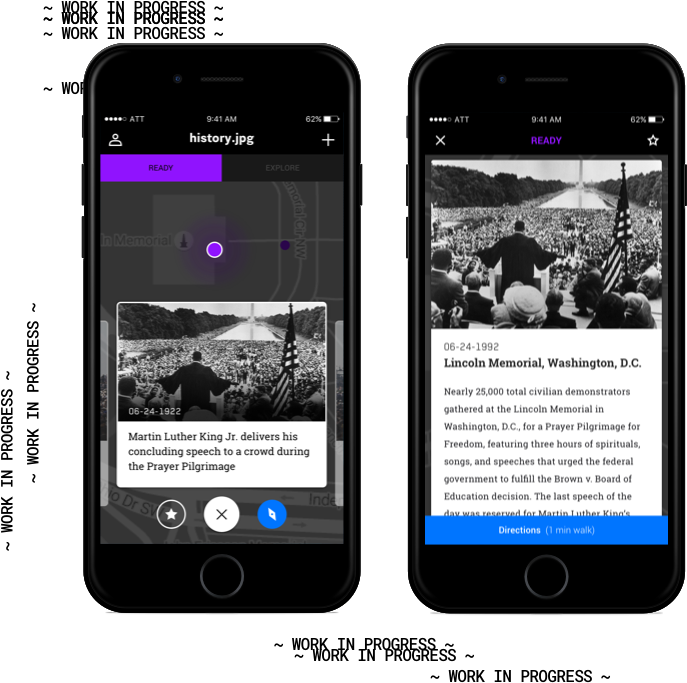 ~ WORK IN PROGRESS ~
~ WORK IN PROGRESS ~
~ WORK IN PROGRESS ~
~ WOR
~ WORK IN PROGRESS ~
~ WORK IN PROGRESS ~
ATT 9:41 AM 62%
history.jpg
READY EXPLORE
In Memorial
morial Cir NW
06-24-1922
Martin Luther King Jr. delivers his
concluding speech to a crowd during
the Prayer Pilgrimage
Dr SW
Inde
ATT 9:41 AM 62%
READY
06-24-1992
Lincoln Memorial, Washington, D.C.
Nearly 25,000 total civilian demonstrators
gathered at the Lincoln Memorial in
Washington, D.C., for a Prayer Pilgrimage for
Freedom, featuring three hours of spirituals,
songs, and speeches that urged the federal
government to fulfill the Brown v. Board of
Education decision. The last speech of the
day was reserved for Martin Luther King's
Directions (1 min walk)
~ WORK IN PROGRESS ~
~ WORK IN PROGRESS ~
~ WORK IN PROGRESS ~